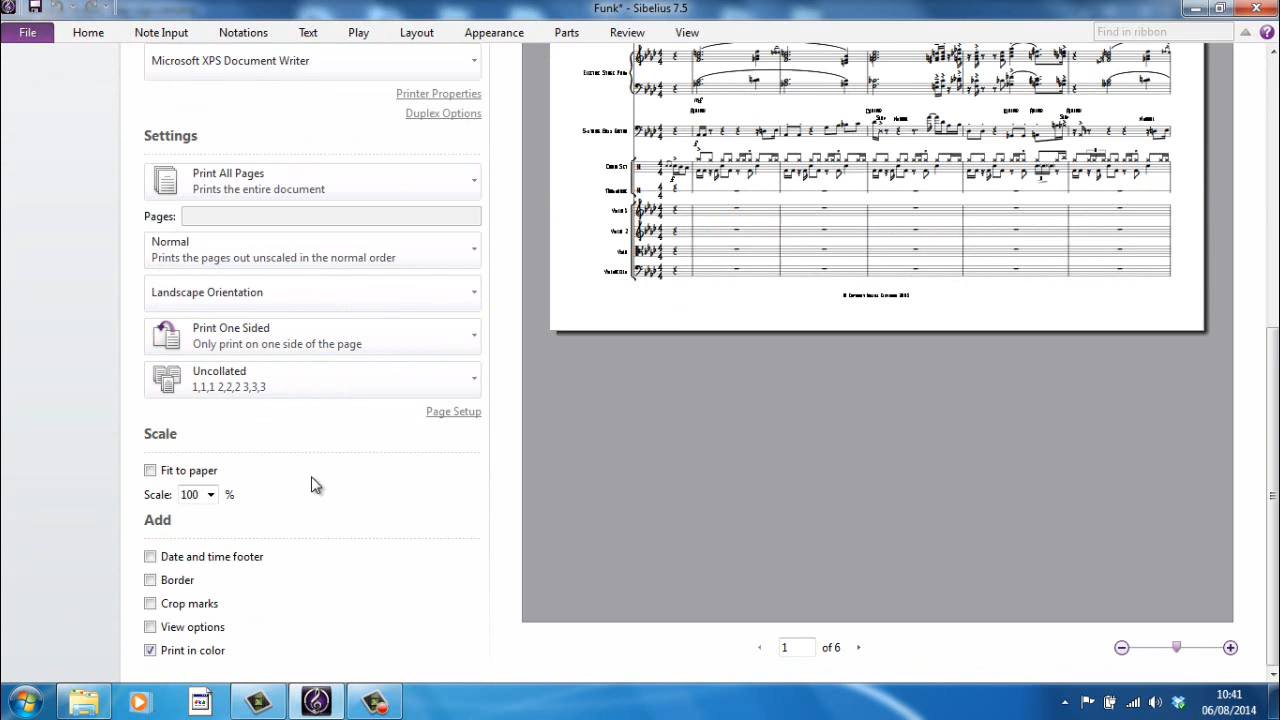 Funk* - Sibelius 7.5
File Home Note Input Notations Text Play Layout Appearance Parts Review View Find in ribbon
Microsoft XPS Document Writer
Printer Properties
Duplex Options
Settings
Print All Pages
Prints the entire document
Pages:
Normal
Prints the pages out unscaled in the normal order
Landscape Orientation
Print One Sided
Only print on one side of the page
Uncollated
1,1,1 2,2,2 3,3,3
Page Setup
Scale
Fit to paper
Scale: 100 %
Add
Date and time footer
Border
Crop marks
View options
Print in color
Drum Set
Violin 2
Viola
1 of 6
10:41
06/08/2014